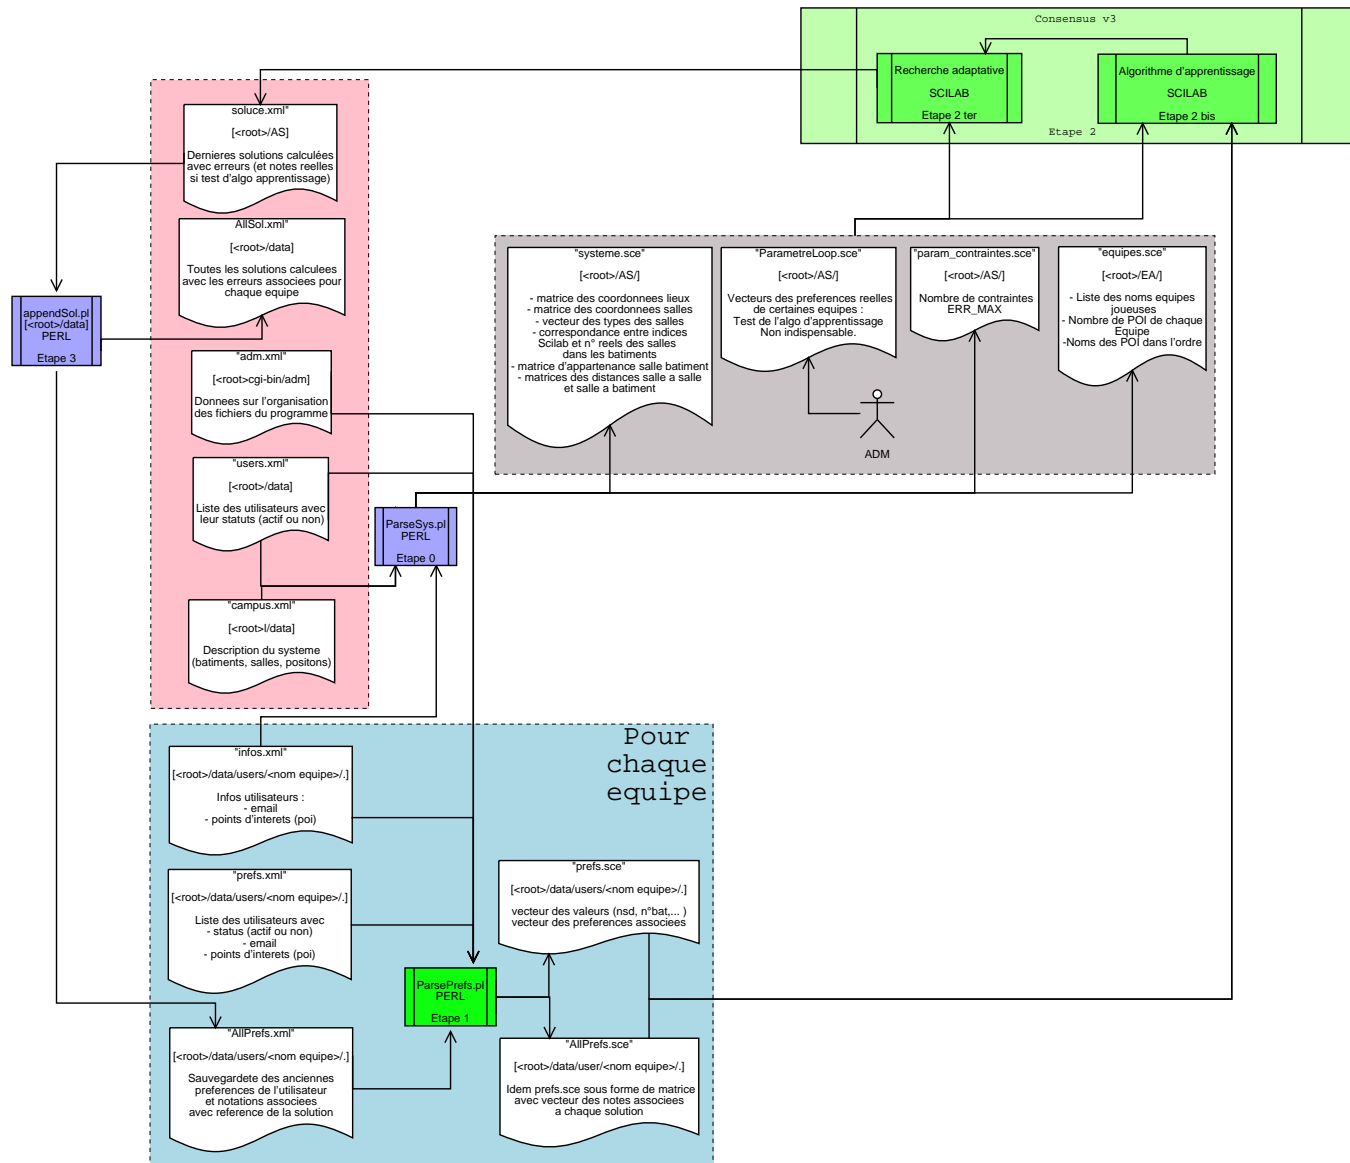 Consensus v3
Recherche adaptative
SCILAB
Etape 2 ter
Algorithme d'apprentissage
SCILAB
Etape 2 bis
Etape 2
soluce.xml"
[<root>/AS]
Dernieres solutions calculées
avec erreurs (et notes reelles
si test d'algo apprentissage)
AllSol.xml"
[<root>/data]
Toutes les solutions calculees
avec les erreurs associées pour
chaque equipe
appendSol.pl
[<root>/data]
PERL
Etape 3
"adm.xml"
[<root>cgi-bin/adm]
Donnees sur l'organisation
des fichiers du programme
"users.xml"
[<root>/data]
Liste des utilisateurs avec
leur statuts (actif ou non)
"campus.xml"
[<root>l/data]
Description du systeme
(batiments, salles, positons)
ParseSys.pl
PERL
Etape 0
"systeme.sce"
[<root>/AS/]
- matrice des coordonnees lieux
- matrice des coordonnées salles
- vecteur des types des salles
- correspondance entre indices
Scilab et n° reels des salles
dans les batiments
- matrice d'appartenance salle batiment
- matrices des distances salle a salle
et salle a batiment
"ParametreLoop.sce"
[<root>/AS/]
Vecteurs des preferences reelles
de certaines equipes :
Test de l'algo d'apprentissage
Non indispensable.
ADM
"param_contraintes.sce"
[<root>/AS/]
Nombre de contraintes
ERR_MAX
"equipes.sce"
[<root>/EA/]
- Liste des noms equipes
joueuses
- Nombre de POI de chaque
Equipe
-Noms des POI dans l'ordre
Pour
chaque
equipe
"infos.xml"
[<root>/data/users/<nom equipe>/.]
Infos utilisateurs :
- email
- points d'interets (poi)
"prefs.xml"
[<root>/data/users/<nom equipe>/.]
Liste des utilisateurs avec
- status (actif ou non)
- email
- points d'interets (poi)
"AllPrefs.xml"
[<root>/data/users/<nom equipe>/.]
Sauvegardete des anciennes
preferences de l'utilisateur
et notations associees
avec reference de la solution
ParsePrefs.pl
PERL
Etape 1
"prefs.sce"
[<root>/data/users/<nom equipe>/.]
vecteur des valeurs (nsd, n°bat,... )
vecteur des preferences associees
"AllPrefs.sce"
[<root>/data/user/<nom equipe>/.]
Idem prefs.sce sous forme de matrice
avec vecteur des notes associees
a chaque solution